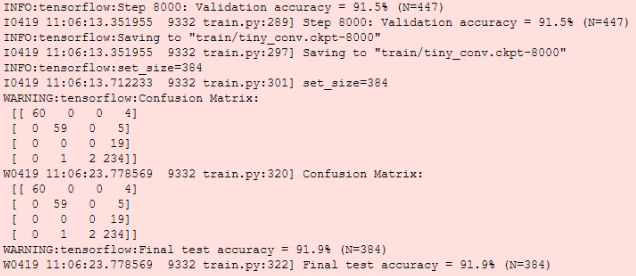 INFO:tensorflow:Step 8000: Validation accuracy = 91.5% (N=447)
I0419 11:06:13.351955  9332 train.py:289] Step 8000: Validation accuracy = 91.5% (N=447)
INFO:tensorflow:Saving to "train/tiny_conv.ckpt-8000"
I0419 11:06:13.351955  9332 train.py:297] Saving to "train/tiny_conv.ckpt-8000"
INFO:tensorflow:set_size=384
I0419 11:06:13.712233  9332 train.py:301] set_size=384
WARNING:tensorflow:Confusion Matrix:
 [[ 60   0   0   4]
 [  0  59   0   5]
 [  0   0   0  19]
 [  0   1   2 234]]
W0419 11:06:23.778569  9332 train.py:320] Confusion Matrix:
 [[ 60   0   0   4]
 [  0  59   0   5]
 [  0   0   0  19]
 [  0   1   2 234]]
WARNING:tensorflow:Final test accuracy = 91.9% (N=384)
W0419 11:06:23.778569  9332 train.py:322] Final test accuracy = 91.9% (N=384)